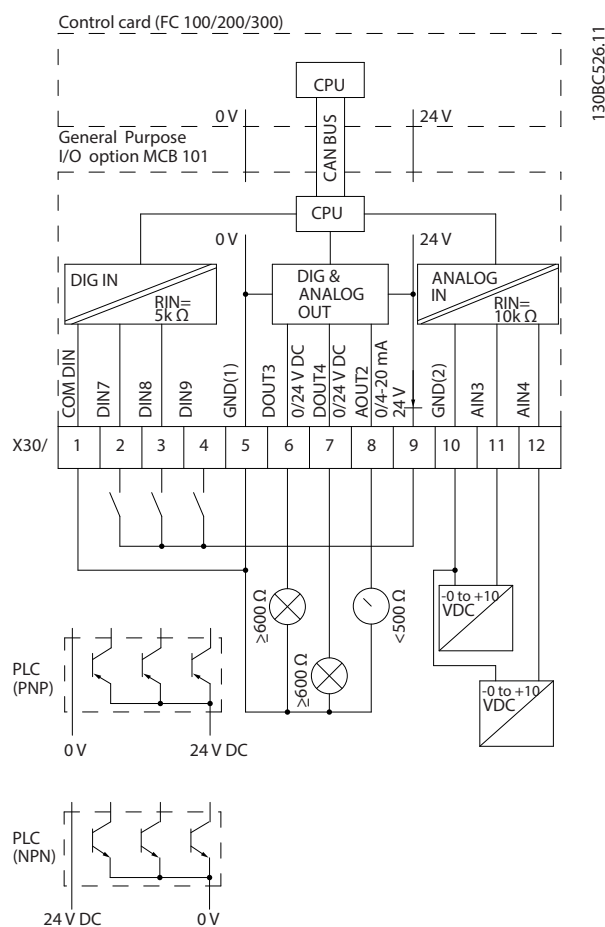 Control card (FC 100/200/300)
130BC526.11
CPU
0 V
24 V
CAN BUS
General Purpose
I/O option MCB 101
CPU
0 V
24 V
DIG IN
RIN=
5k Ω
DIG &
ANALOG
OUT
ANALOG
IN
RIN=
10k Ω
COM DIN
DIN7
DIN8
DIN9
GND(1)
DOUT3
0/24 V DC
DOUT4
0/24 V DC
AOUT2
0/4-20 mA
24 V
GND(2)
AIN3
AIN4
X30/ 1 2 3 4 5 6 7 8 9 10 11 12
≥600 Ω
<500 Ω
≥600 Ω
-0 to +10
VDC
-0 to +10
VDC
PLC
(PNP)
0 V
24 V DC
PLC
(NPN)
24 V DC
0 V